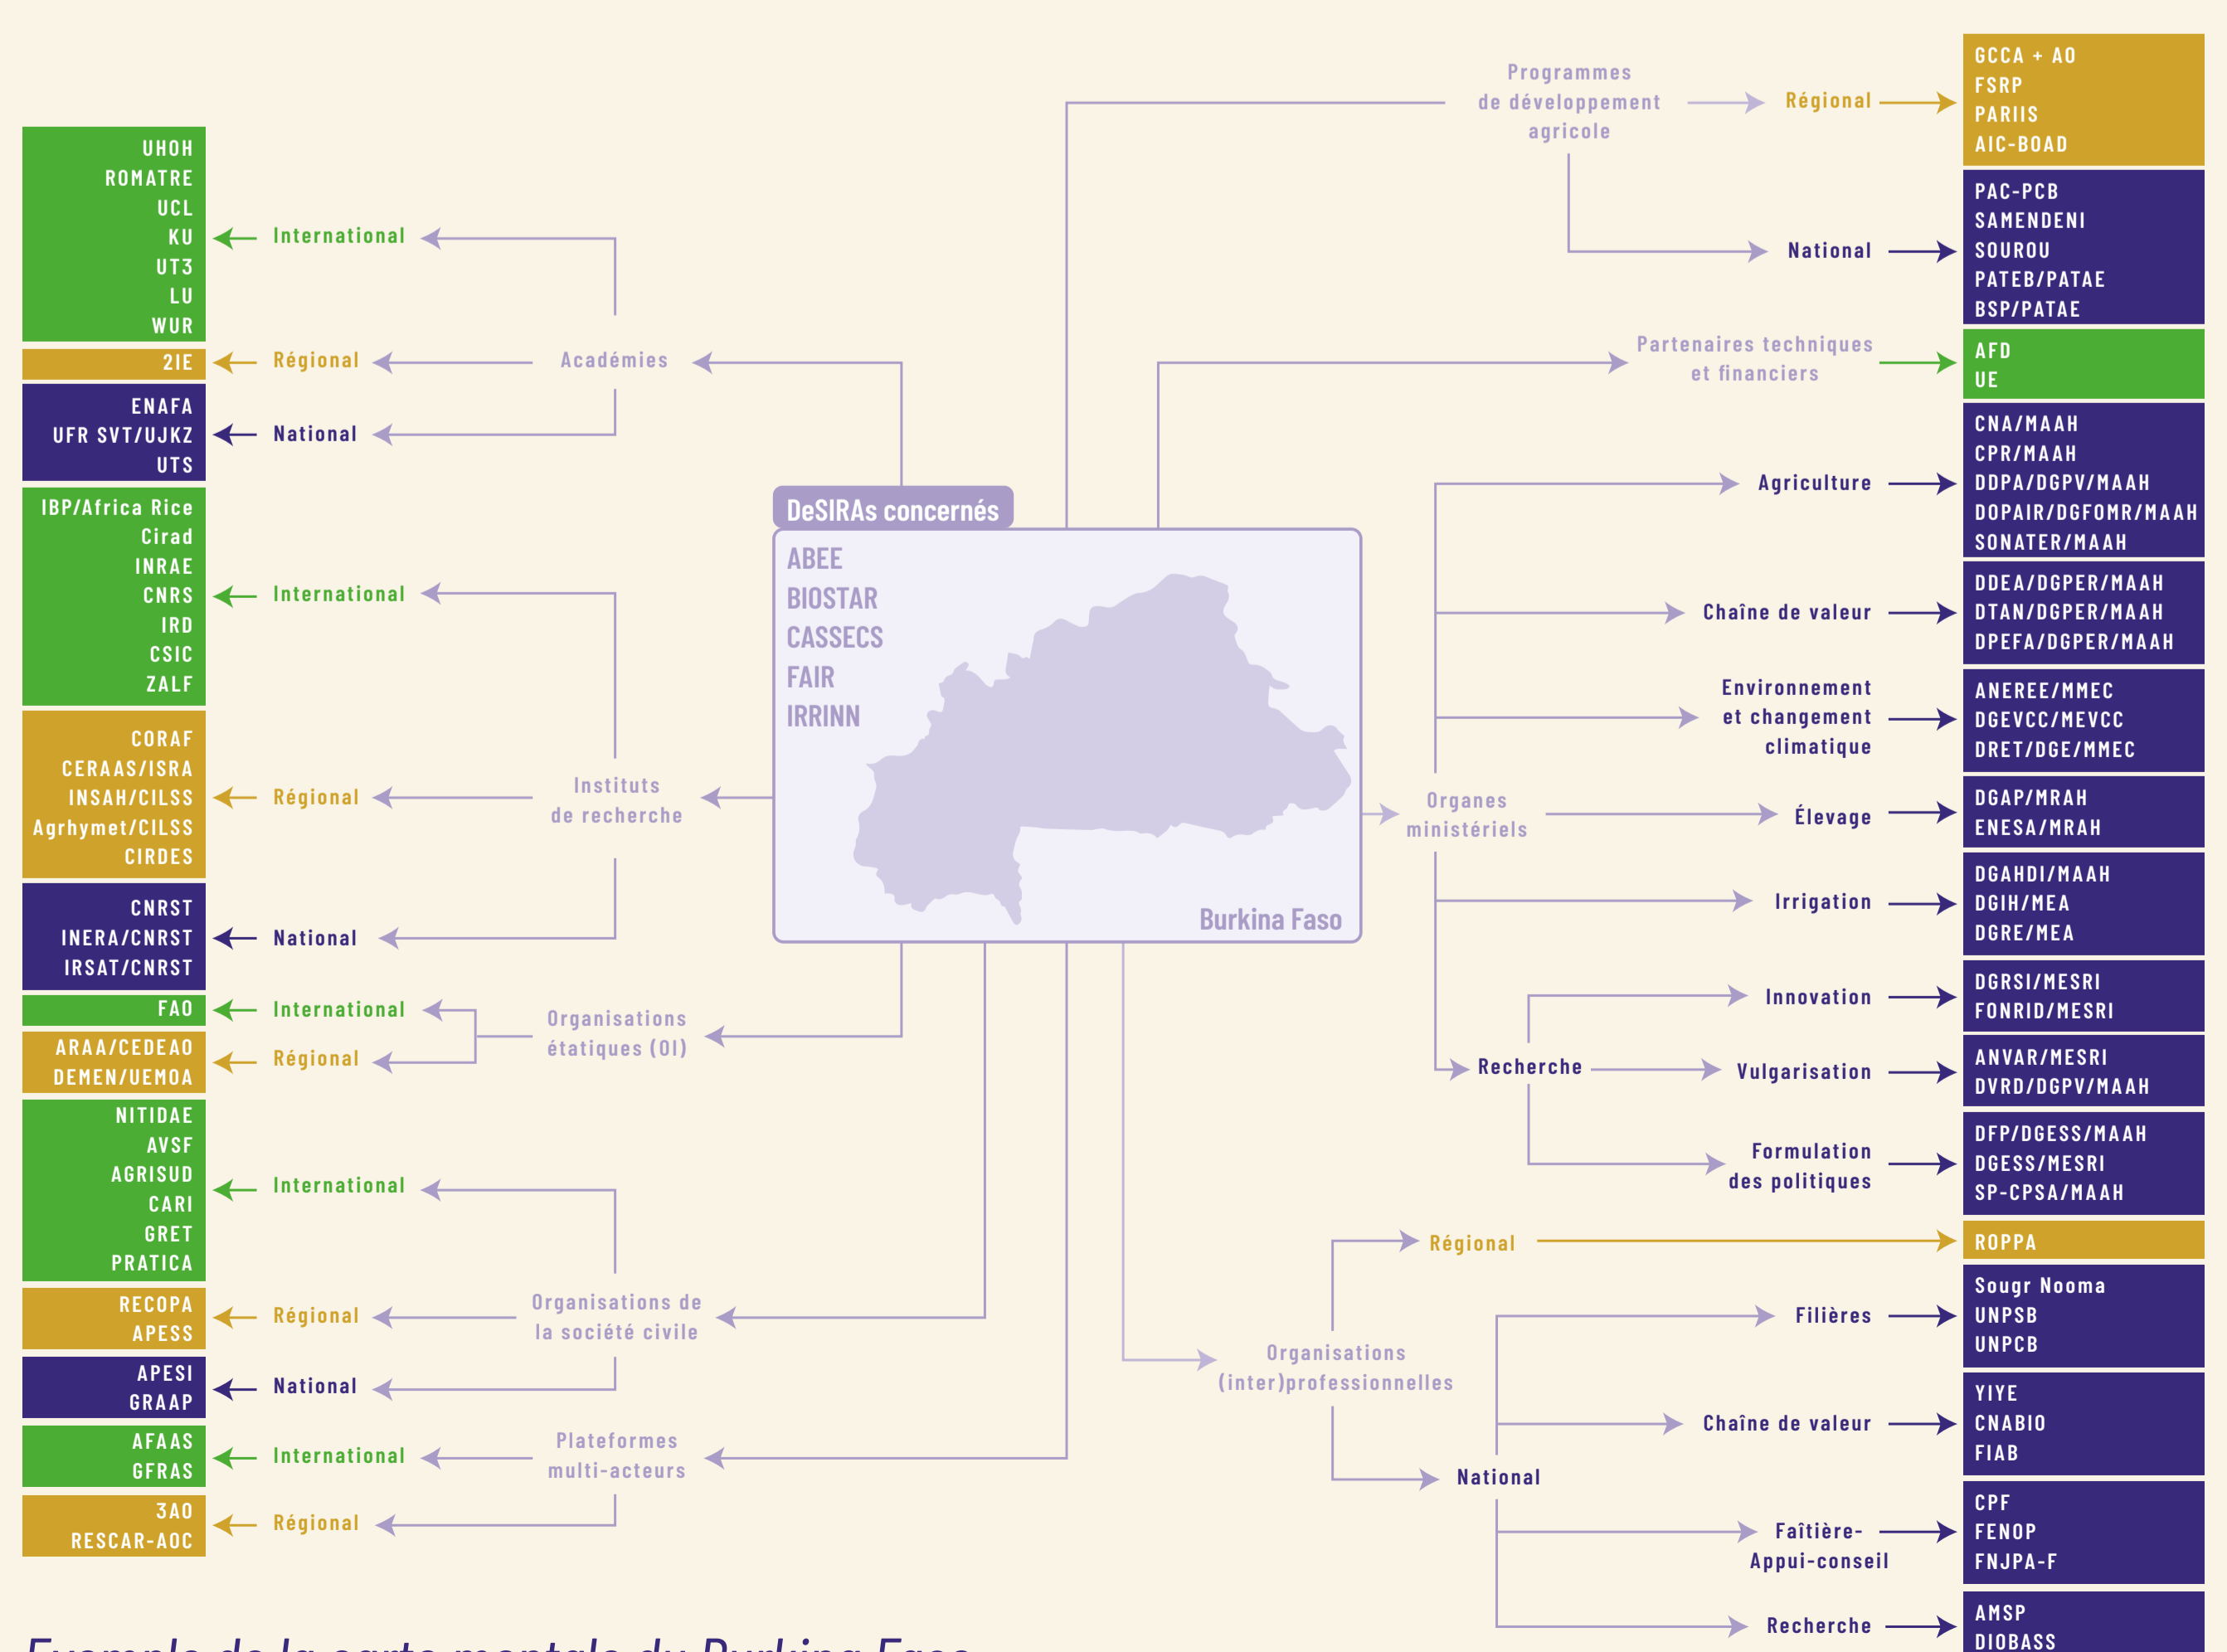 UHOH
ROMATRE
UCL
KU
UT3
LU
WUR
International
2IE
Régional
Académies
ENAFA
UFR SVT/UJKZ
UTS
National
IBP/Africa Rice
Cirad
INRAE
CNRS
IRD
CSIC
ZALF
International
CORAF
CERAAS/ISRA
INSAH/CILSS
Agrhymet/CILSS
CIRDES
Régional
Instituts
de recherche
CNRST
INERA/CNRST
IRSAT/CNRST
National
FAO
International
ARAA/CEDEAO
DEMEN/UEMOA
Régional
Organisations
étatiques (OI)
NITIDAE
AVSF
AGRISUD
CARI
GRET
PRATICA
International
RECOPA
APESS
Régional
Organisations de
la société civile
APESI
GRAAP
National
AFAAS
GFRAS
International
Plateformes
multi-acteurs
3AO
RESCAR-AOC
Régional
DeSIRAs concernés
ABEE
BIOSTAR
CASSECS
FAIR
IRRINN
Burkina Faso
Programmes
de développement
agricole
Régional
GCCA + AO
FSRP
PARIIS
AIC-BOAD
National
PAC-PCB
SAMENDENI
SOUROU
PATEB/PATAE
BSP/PATAE
Partenaires techniques
et financiers
AFD
UE
Organes
ministériels
Agriculture
CNA/MAAH
CPR/MAAH
DDPA/DGPV/MAAH
DOPAIR/DGFOMR/MAAH
SONATER/MAAH
Chaîne de valeur
DDEA/DGPER/MAAH
DTAN/DGPER/MAAH
DPEFA/DGPER/MAAH
Environnement
et changement
climatique
ANEREE/MMEC
DGEVCC/MEVCC
DRET/DGE/MMEC
Élevage
DGAP/MRAH
ENESA/MRAH
Irrigation
DGAHDI/MAAH
DGIH/MEA
DGRE/MEA
Recherche
Innovation
DGRSI/MESRI
FONRID/MESRI
Vulgarisation
ANVAR/MESRI
DVRD/DGPV/MAAH
Formulation
des politiques
DFP/DGESS/MAAH
DGESS/MESRI
SP-CPSA/MAAH
Organisations
(inter)professionnelles
Régional
ROPPA
National
Filières
Sougr Nooma
UNPSB
UNPCB
Chaîne de valeur
YIYE
CNABIO
FIAB
Faîtière-
Appui-conseil
CPF
FENOP
FNJPA-F
Recherche
AMSP
DIOBASS
Exemple de la carte mentale du Burkina Faso